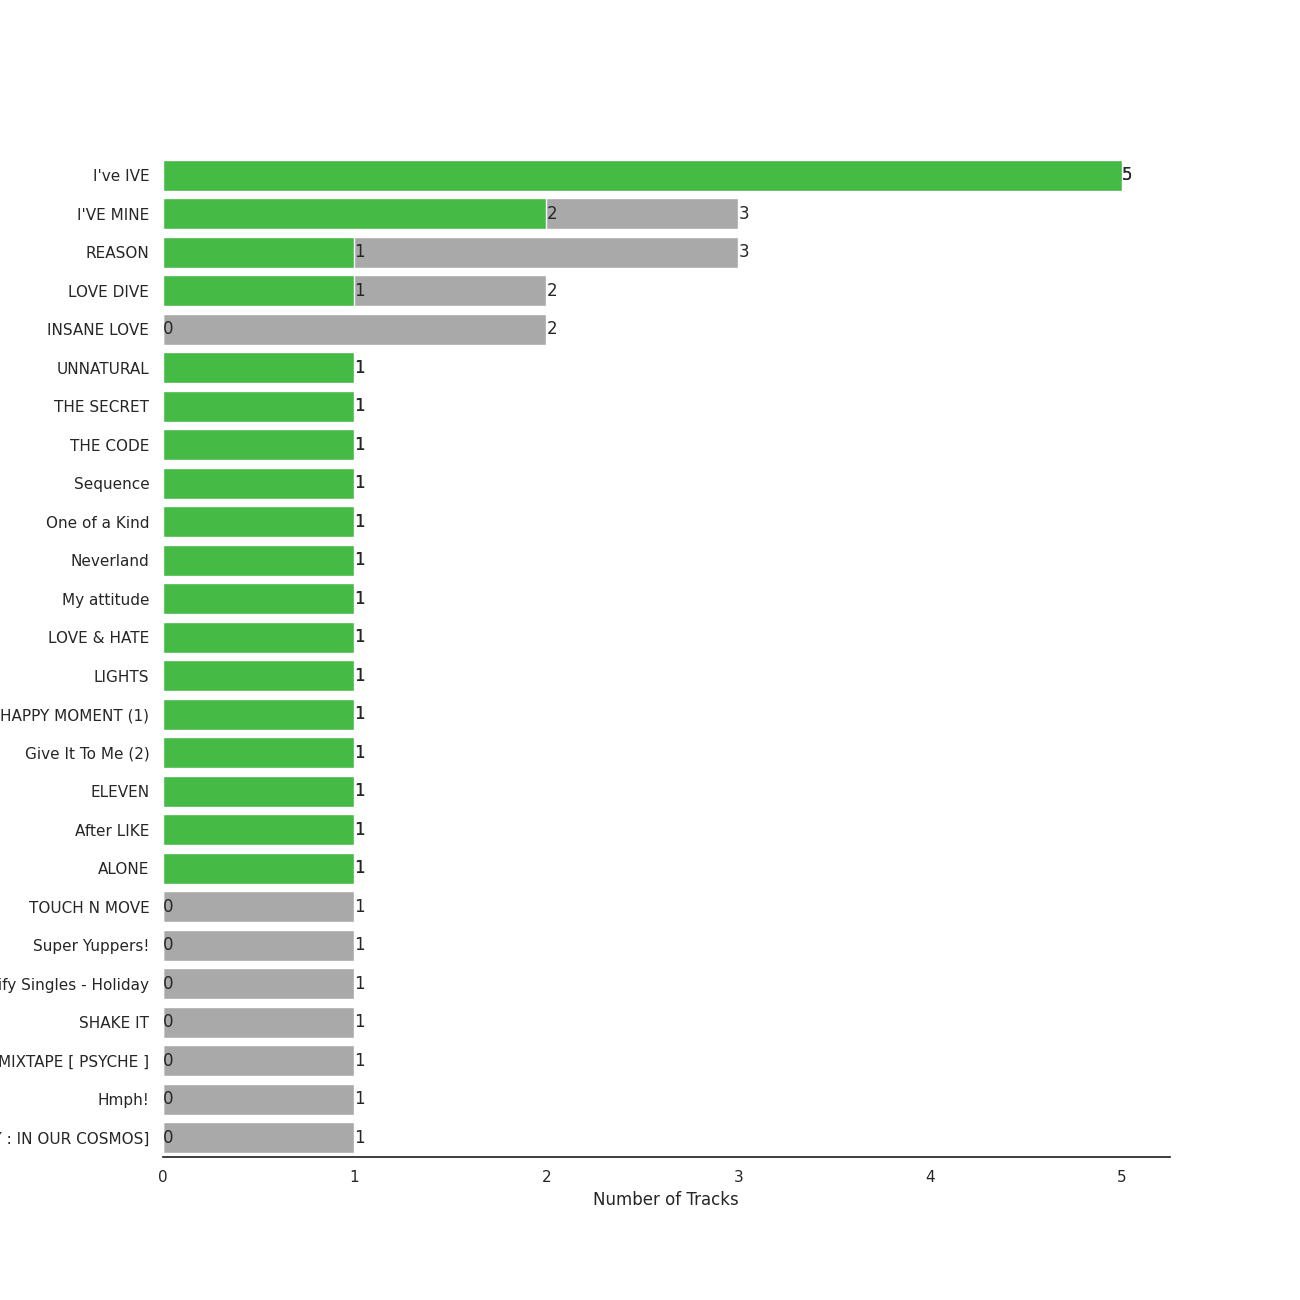 I've IVE 5
I'VE MINE 2 3
REASON 1 3
LOVE DIVE 1 2
INSANE LOVE 0 2
UNNATURAL 1
THE SECRET 1
THE CODE 1
Sequence 1
One of a Kind 1
Neverland 1
My attitude 1
LOVE & HATE 1
LIGHTS 1
HAPPY MOMENT (1) 1
Give It To Me (2) 1
ELEVEN 1
After LIKE 1
ALONE 1
TOUCH N MOVE 0 1
Super Yuppers! 0 1
ify Singles - Holiday 0 1
SHAKE IT 0 1
MIXTAPE [ PSYCHE ] 0 1
Hmph! 0 1
: IN OUR COSMOS] 0 1
0 1 2 3 4 5
Number of Tracks